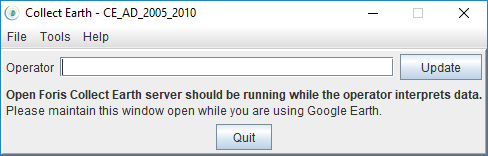 Collect Earth - CE_AD_2005_2010
File Tools Help
Operator Update
Open Foris Collect Earth server should be running while the operator interprets data.
Please maintain this window open while you are using Google Earth.
Quit